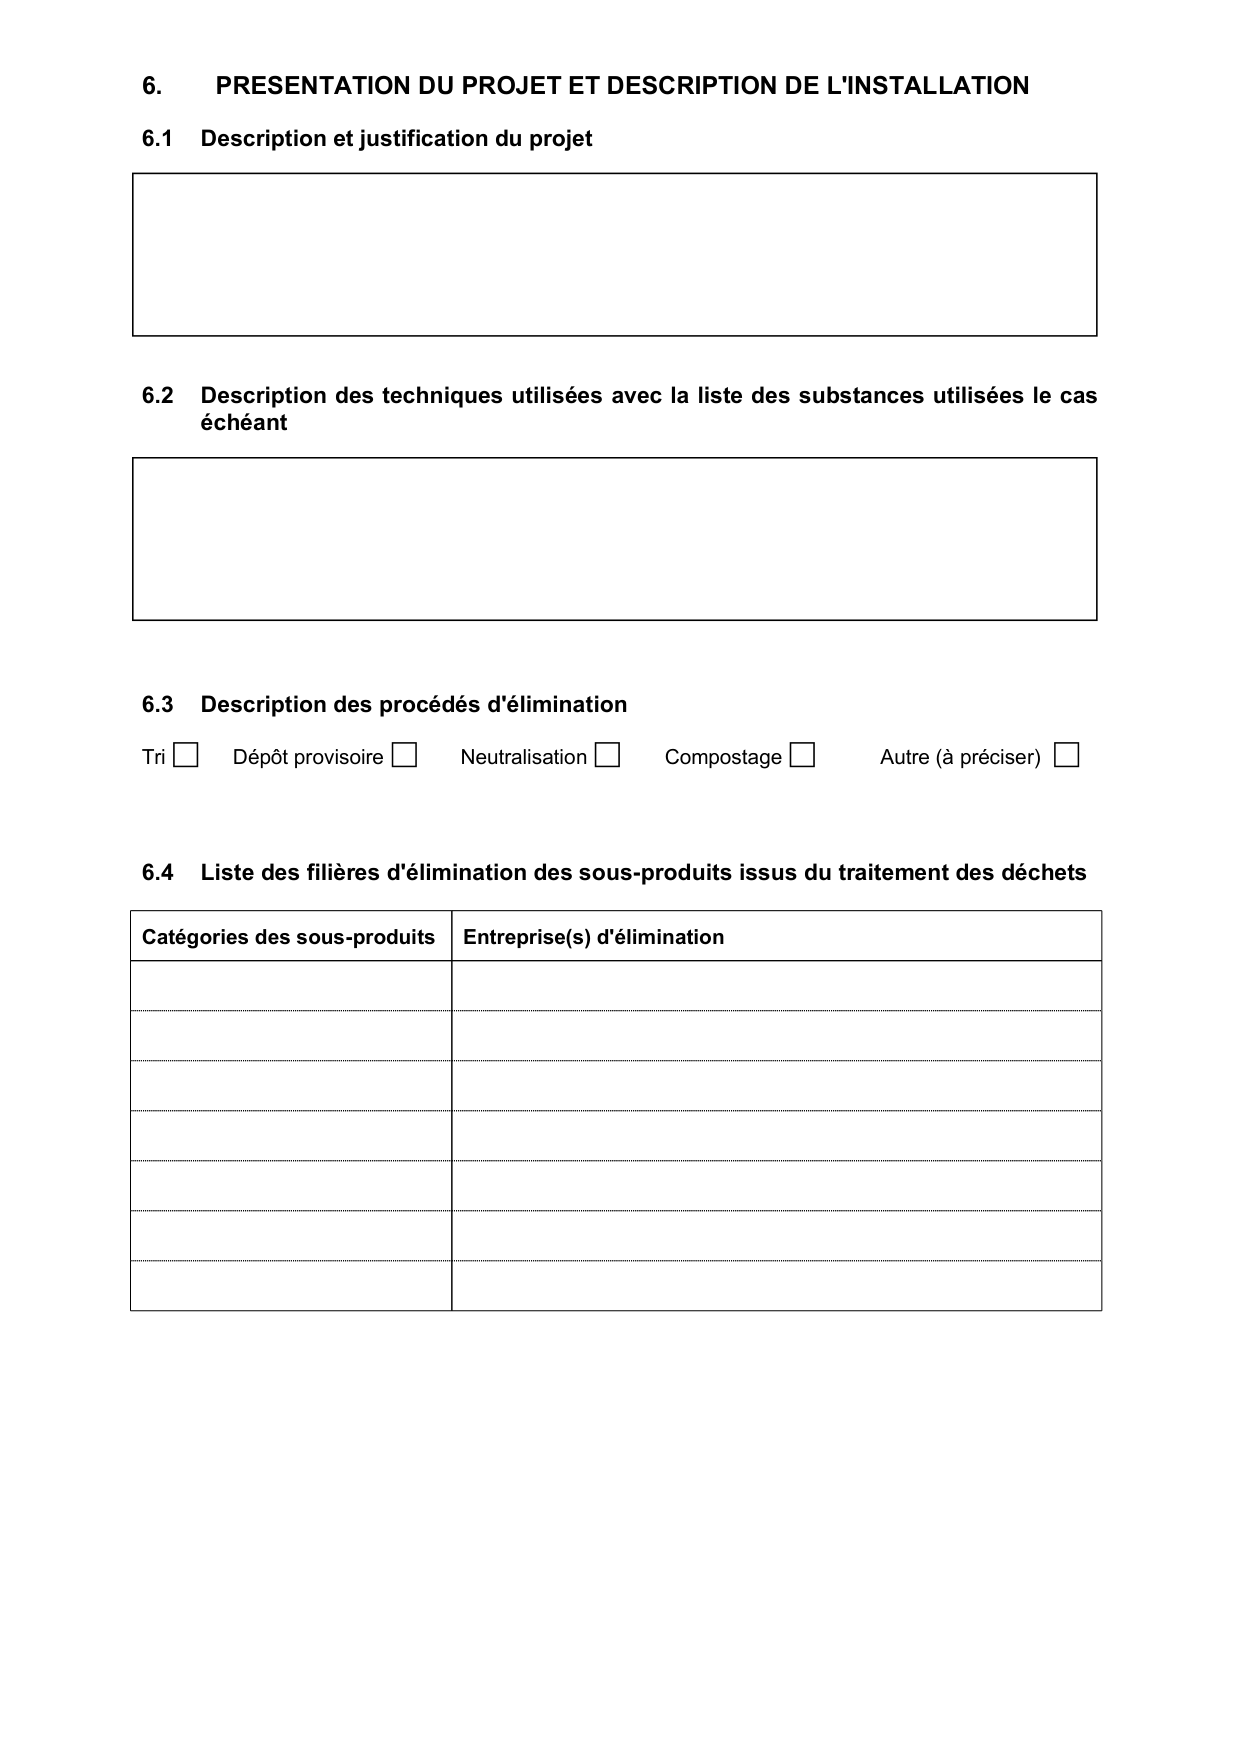 6. PRESENTATION DU PROJET ET DESCRIPTION DE L'INSTALLATION
6.1 Description et justification du projet
6.2 Description des techniques utilisées avec la liste des substances utilisées le cas
échéant
6.3 Description des procédés d'élimination
Tri Dépôt provisoire Neutralisation Compostage Autre (à préciser)
6.4 Liste des filières d'élimination des sous-produits issus du traitement des déchets
Catégories des sous-produits Entreprise(s) d'élimination